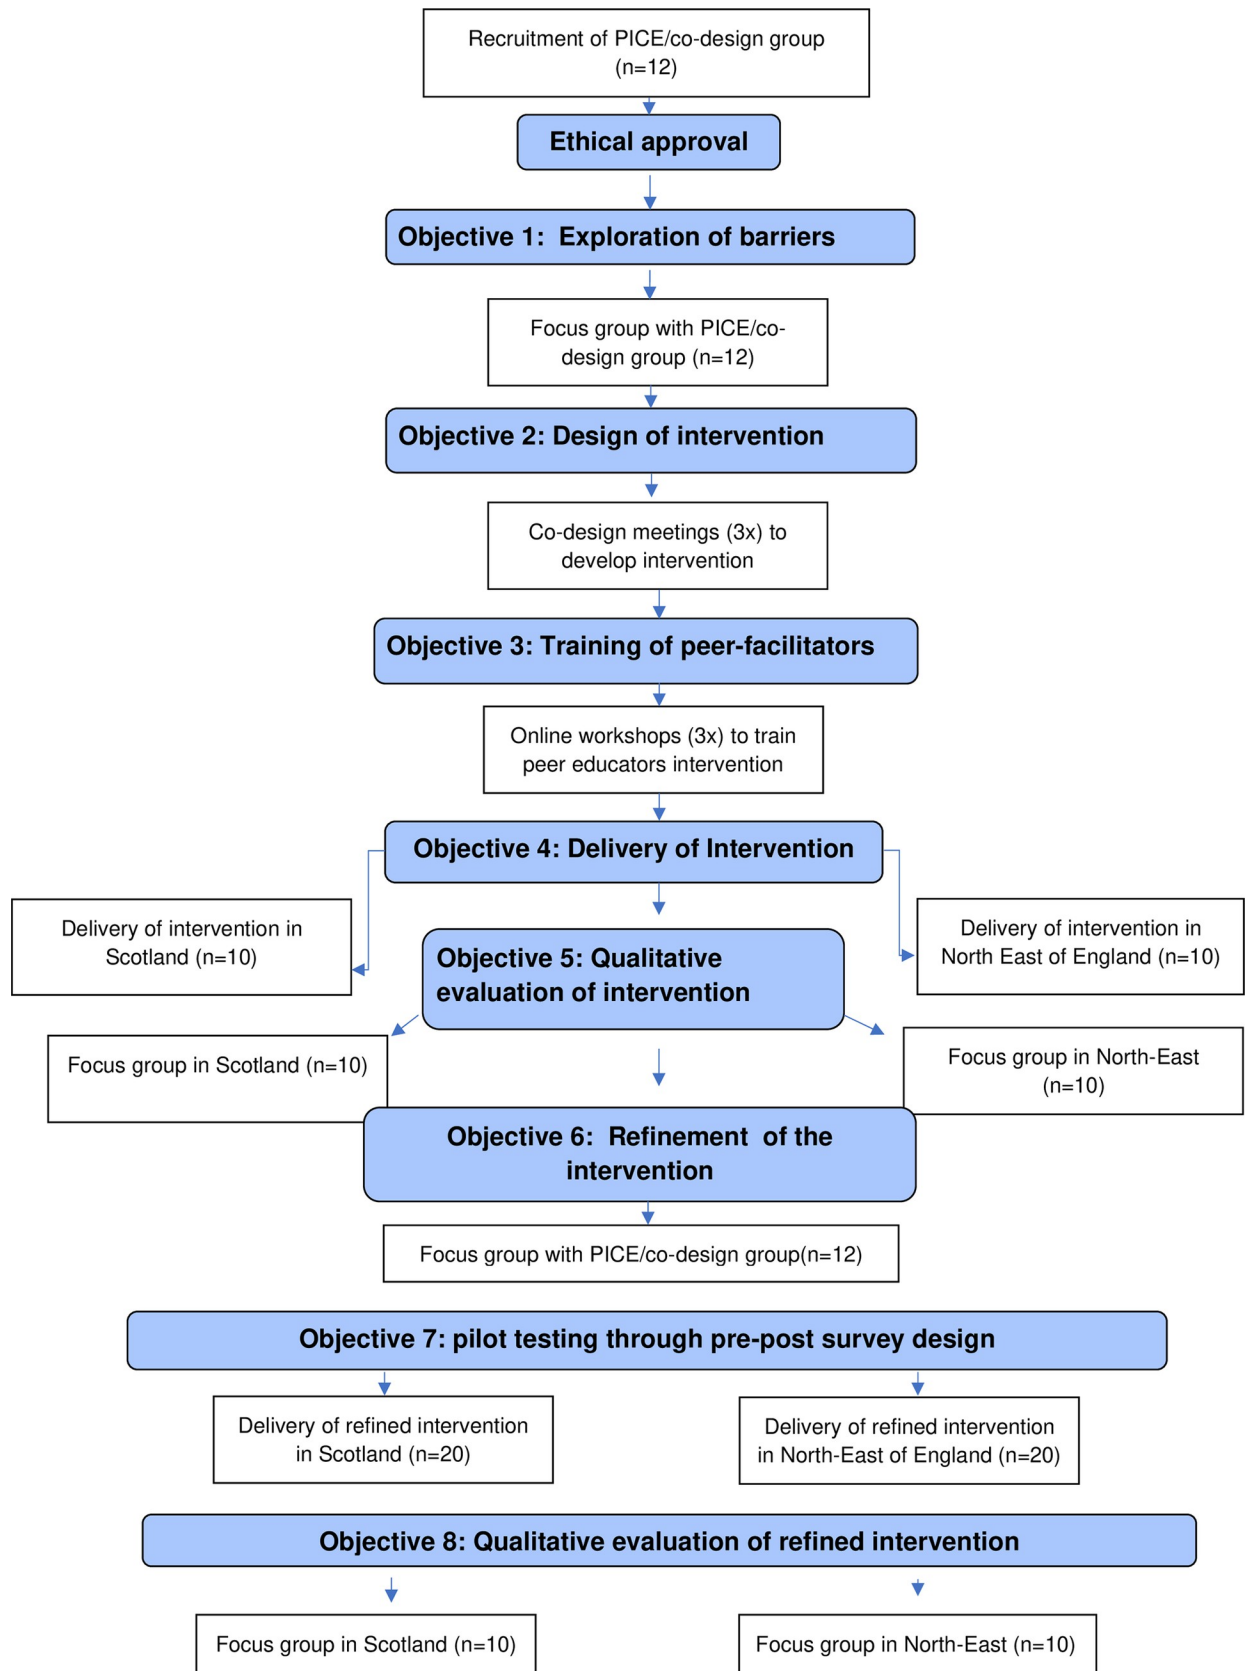 Recruitment of PICE/co-design group
(n=12)
Ethical approval
Objective 1:  Exploration of barriers
Focus group with PICE/co-
design group (n=12)
Objective 2: Design of intervention
Co-design meetings (3x) to
develop intervention
Objective 3: Training of peer-facilitators
Online workshops (3x) to train
peer educators intervention
Objective 4: Delivery of Intervention
Delivery of intervention in
Scotland (n=10)
Delivery of intervention in
North East of England (n=10)
Objective 5: Qualitative
evaluation of intervention
Focus group in Scotland (n=10)
Focus group in North-East
(n=10)
Objective 6:  Refinement  of the
intervention
Focus group with PICE/co-design group(n=12)
Objective 7: pilot testing through pre-post survey design
Delivery of refined intervention
in Scotland (n=20)
Delivery of refined intervention
in North-East of England (n=20)
Objective 8: Qualitative evaluation of refined intervention
Focus group in Scotland (n=10)
Focus group in North-East (n=10)